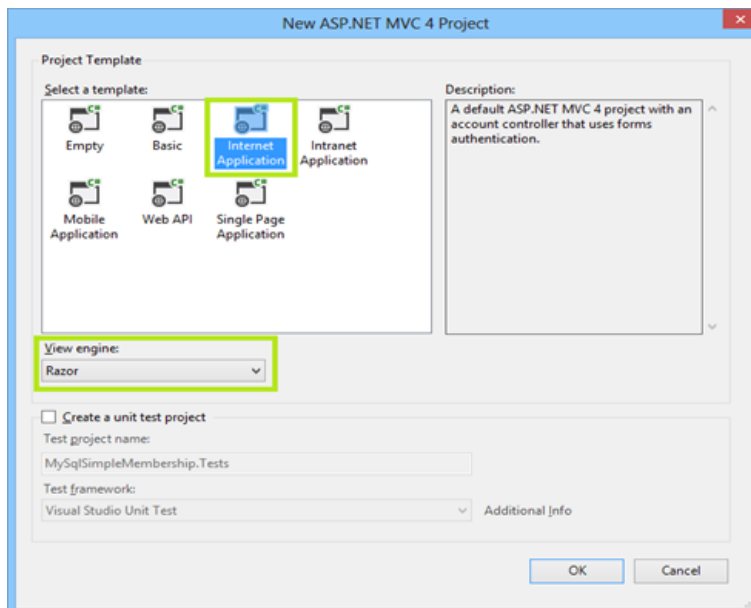 New ASP.NET MVC 4 Project
Project Template
Select a template:
Description:
C#
C#
C#
C#
Empty
Basic
Internet
Application
Intranet
Application
A default ASP.NET MVC 4 project with an
account controller that uses forms
authentication.
C#
C#
C#
Mobile
Application
Web API
Single Page
Application
View engine:
Razor
Create a unit test project
Test project name:
MySqlSimpleMembership.Tests
Test framework:
Visual Studio Unit Test
Additional Info
OK
Cancel